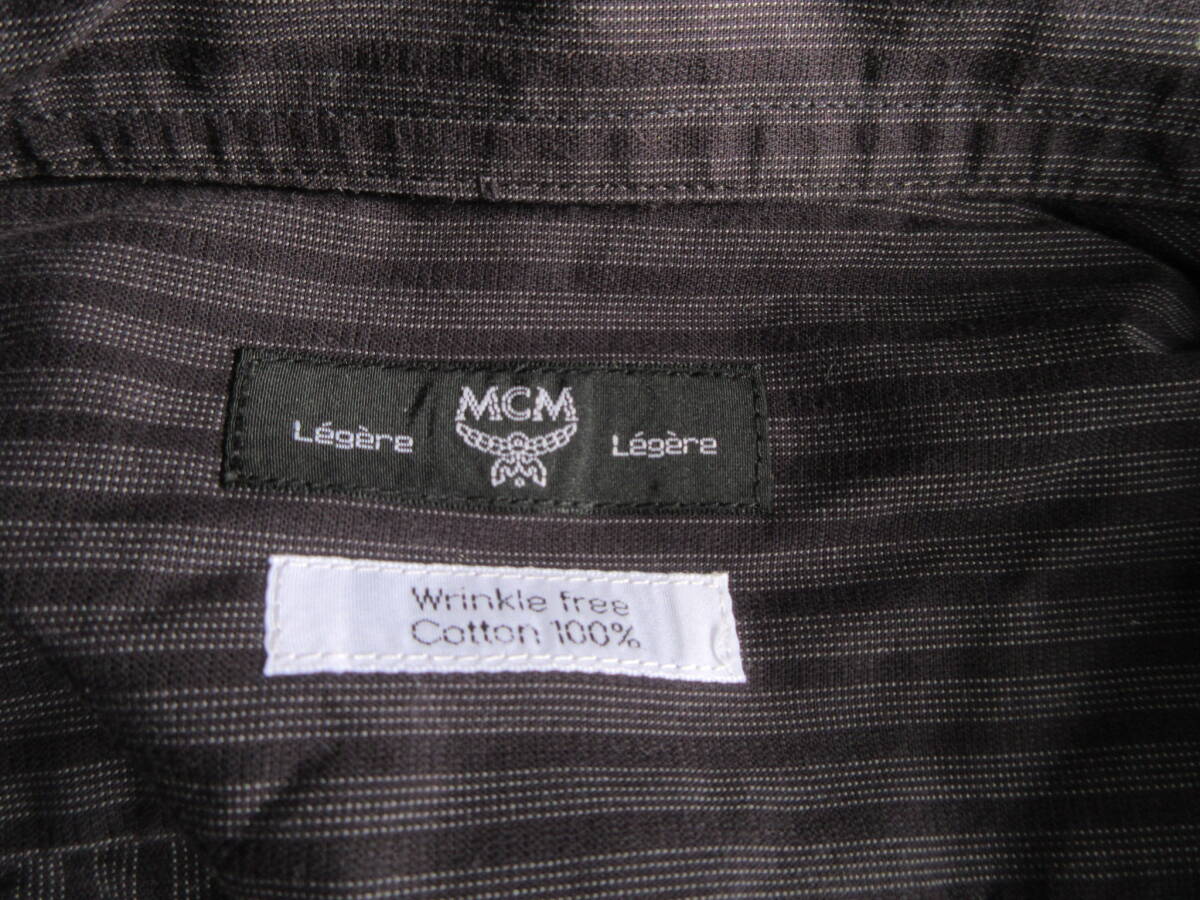 Légère MCM Légère
Wrinkle free
Cotton 100%